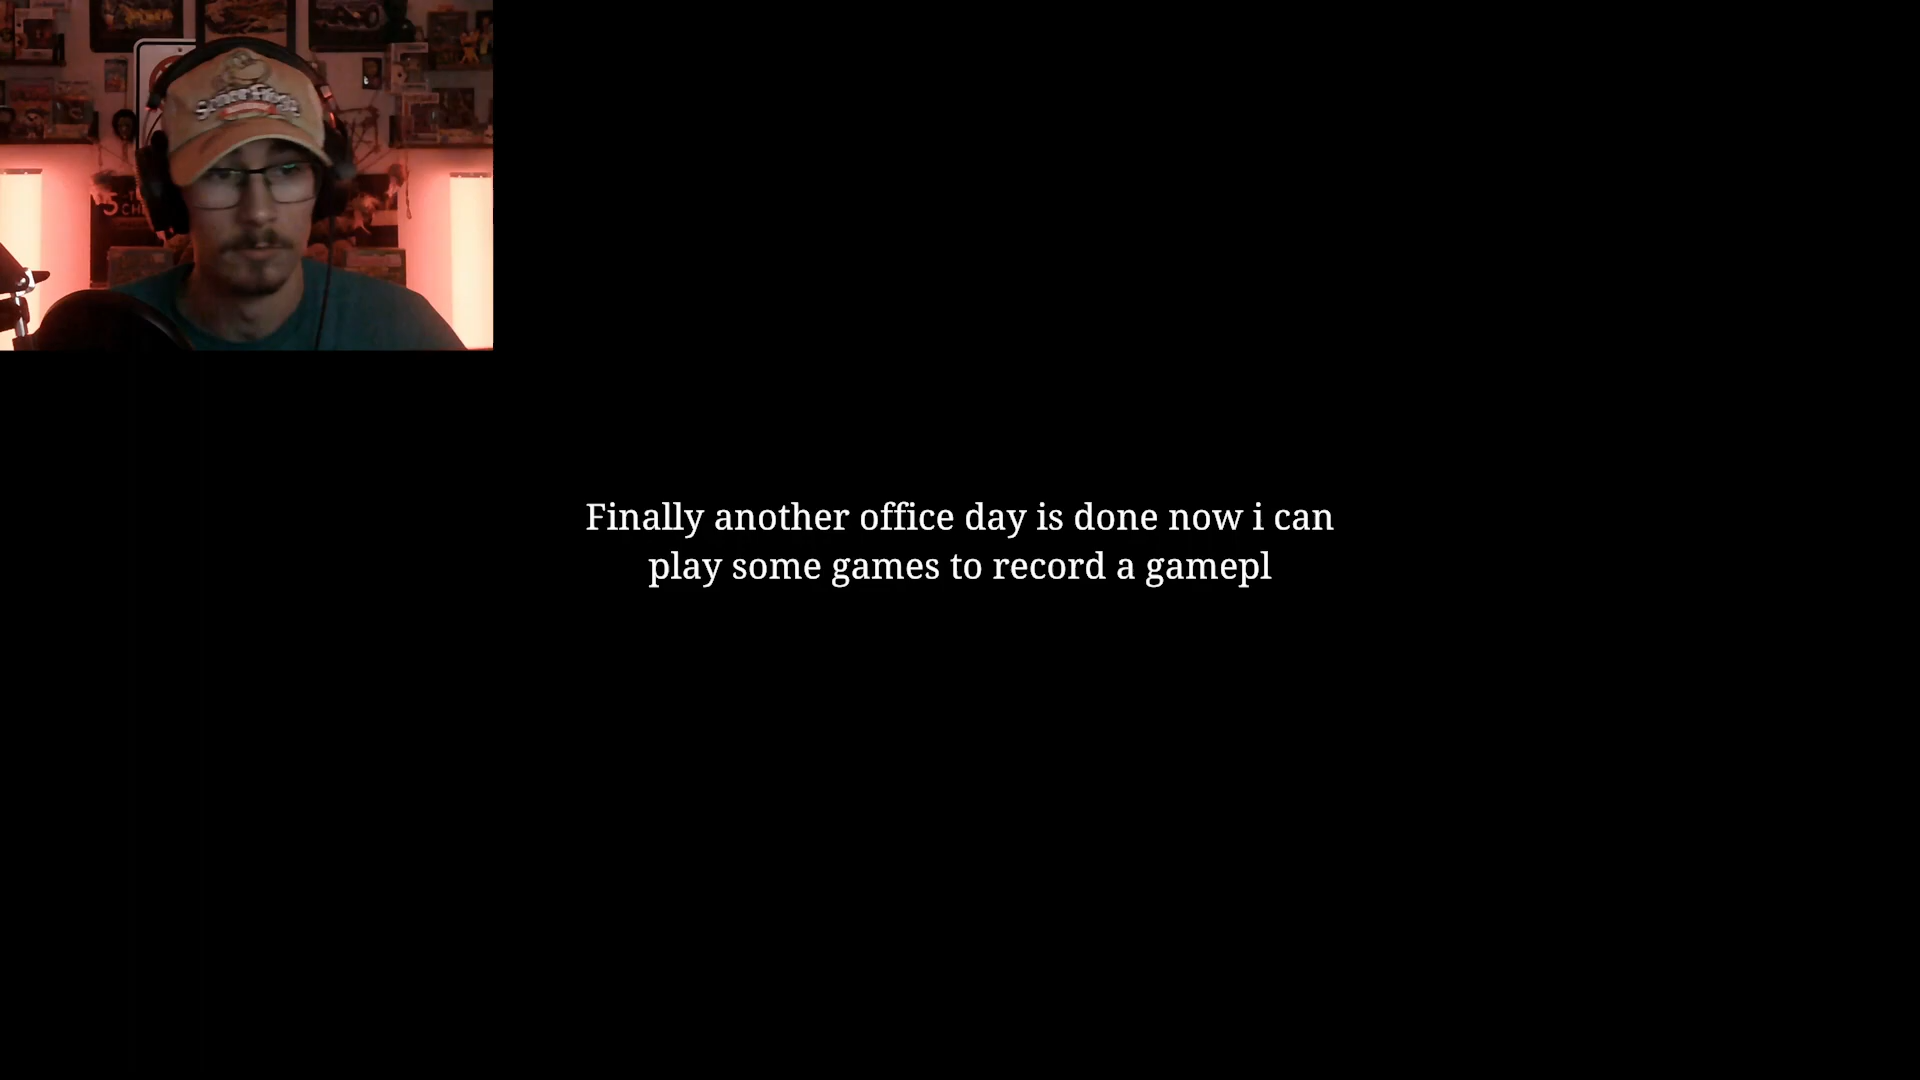 Finally another office day is done now i can
play some games to record a gamepl